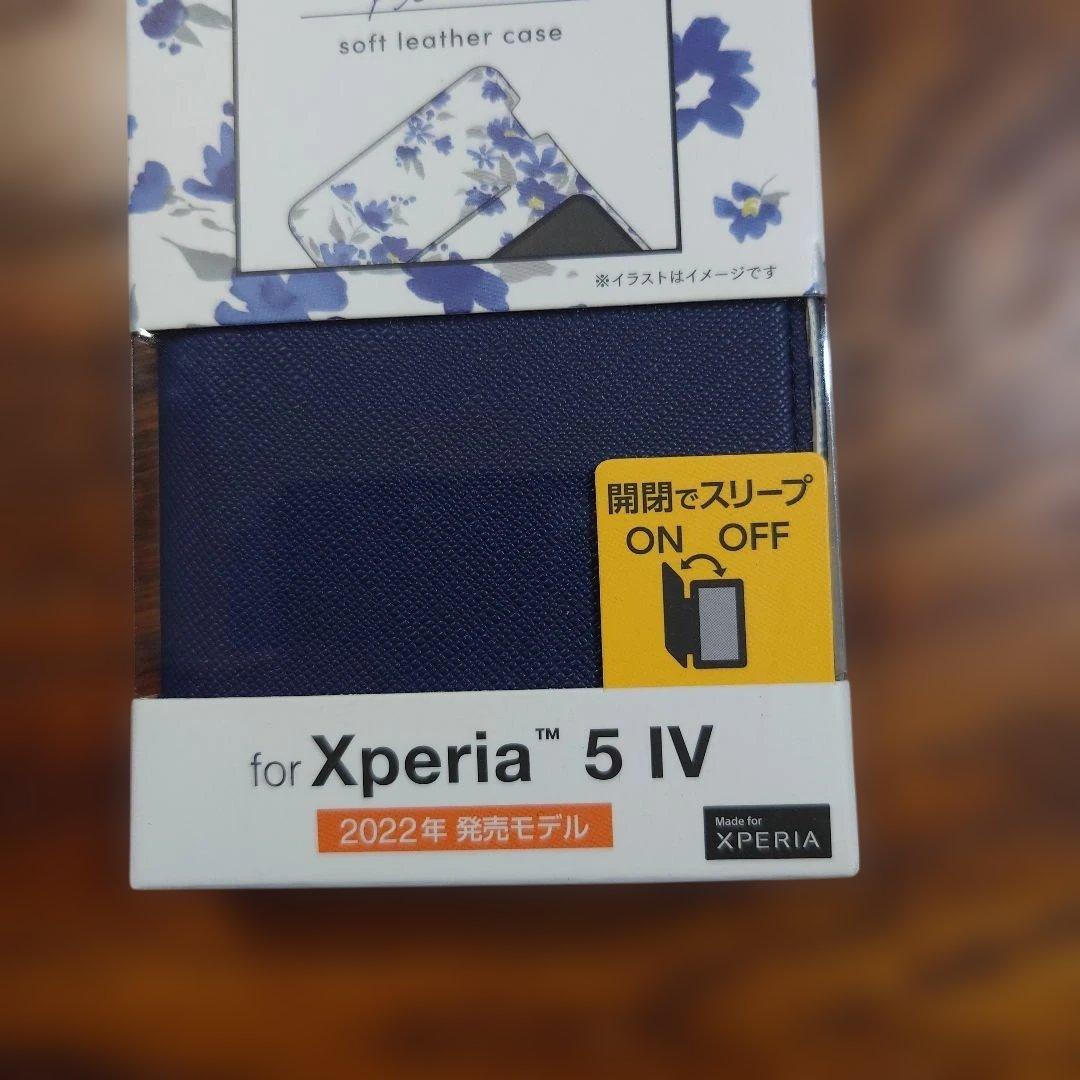 soft leather case
※イラストはイメージです
開閉でスリープ
ON OFF
for Xperia™ 5 IV
2022年 発売モデル
Made for
XPERIA